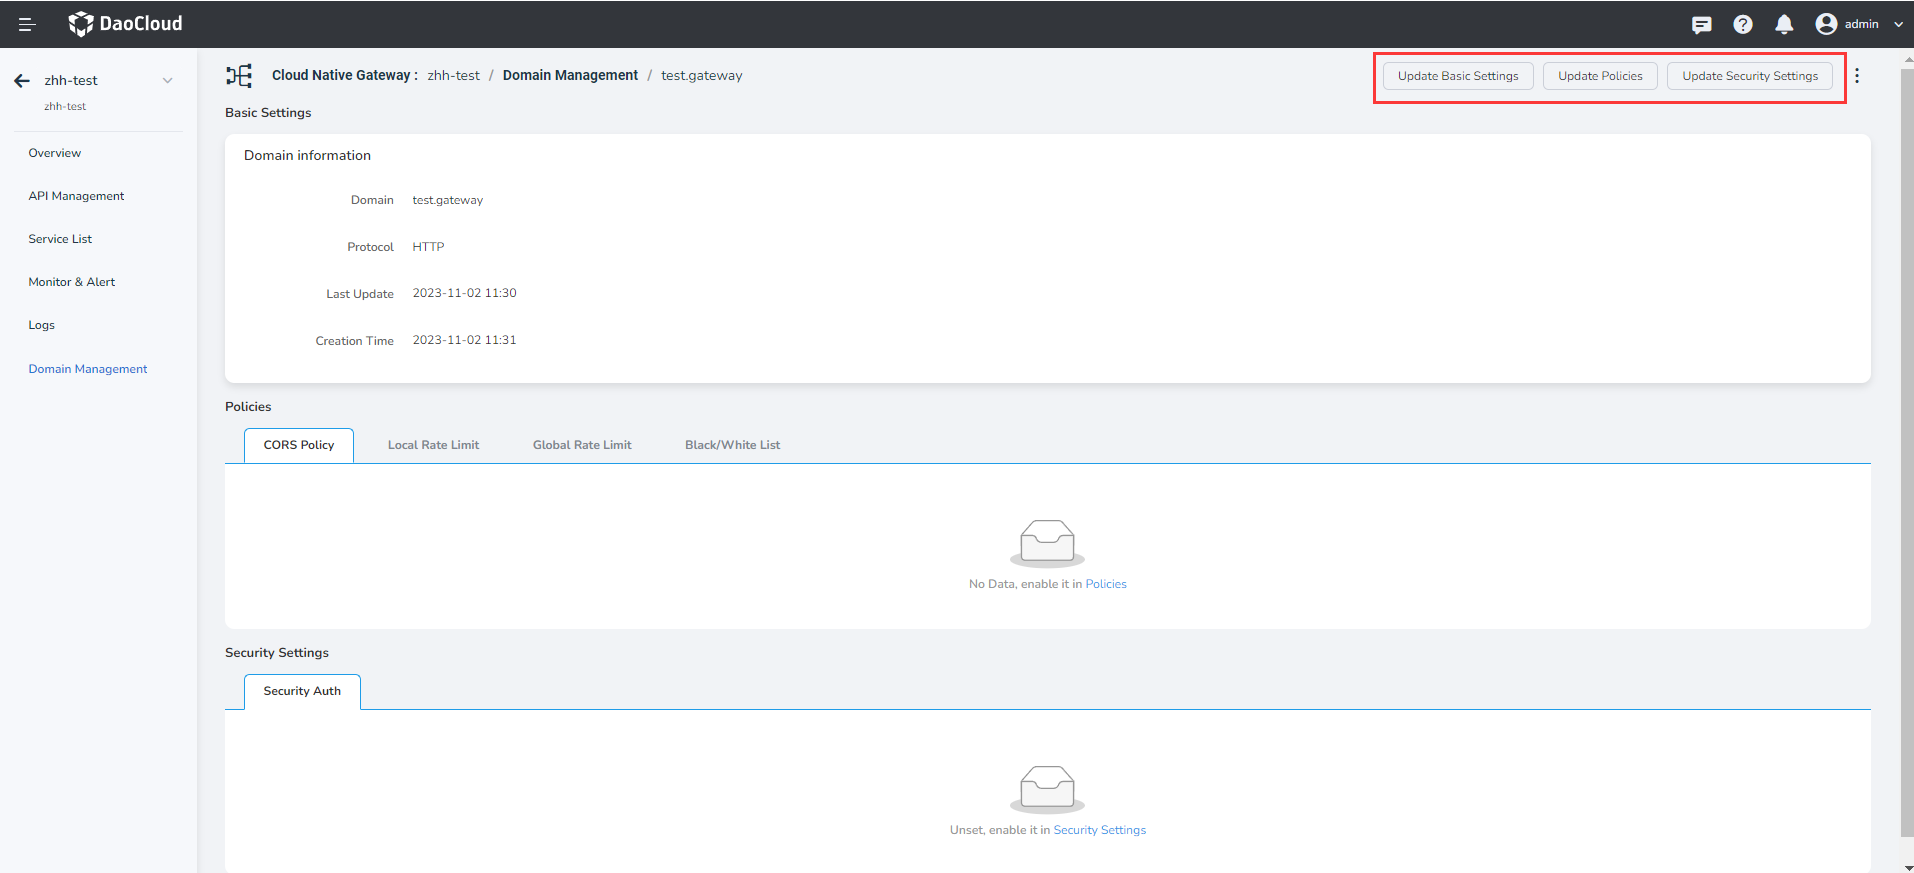 DaoCloud
admin
zhh-test
zhh-test
Overview
API Management
Service List
Monitor & Alert
Logs
Domain Management
Cloud Native Gateway : zhh-test / Domain Management / test.gateway
Update Basic Settings
Update Policies
Update Security Settings
Basic Settings
Domain information
Domain test.gateway
Protocol HTTP
Last Update 2023-11-02 11:30
Creation Time 2023-11-02 11:31
Policies
CORS Policy Local Rate Limit Global Rate Limit Black/White List
No Data, enable it in Policies
Security Settings
Security Auth
Unset, enable it in Security Settings